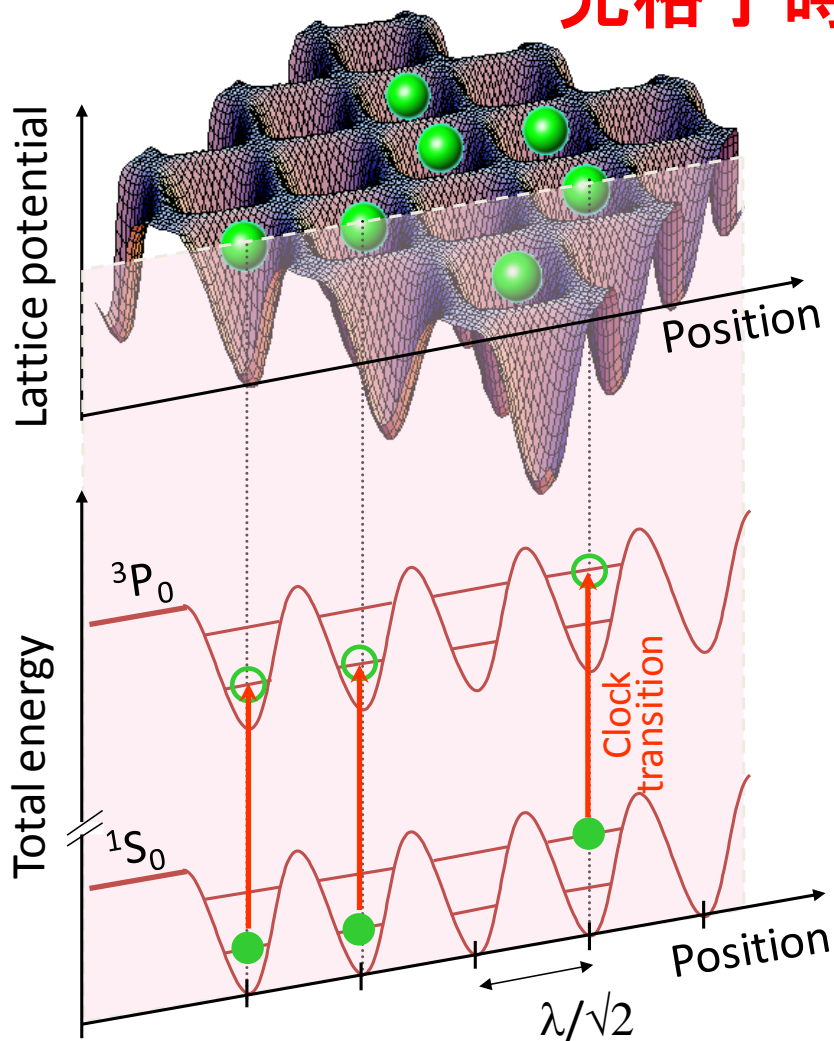 Lattice potential
Position
³P₀
Clock
transition
Total energy
¹S₀
Position
λ/√2